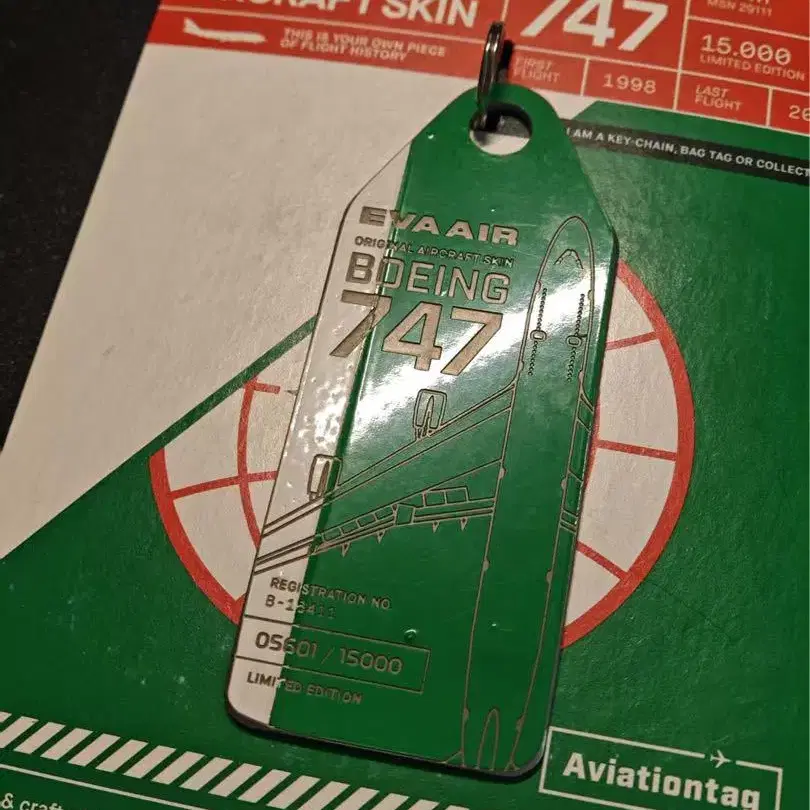 CRAFT SKIN
THIS IS YOUR OWN PIECE
OF FLIGHT HISTORY
747
MSN 29111
15.000
LIMITED EDITION
FIRST
FLIGHT
1998
LAST
FLIGHT
I AM A KEY-CHAIN, BAG TAG OR COLLECT
EVA AIR
ORIGINAL AIRCRAFT SKIN
BOEING
747
REGISTRATION NO.
B-16411
05601 / 15000
LIMITED EDITION
Aviationtag
& craft